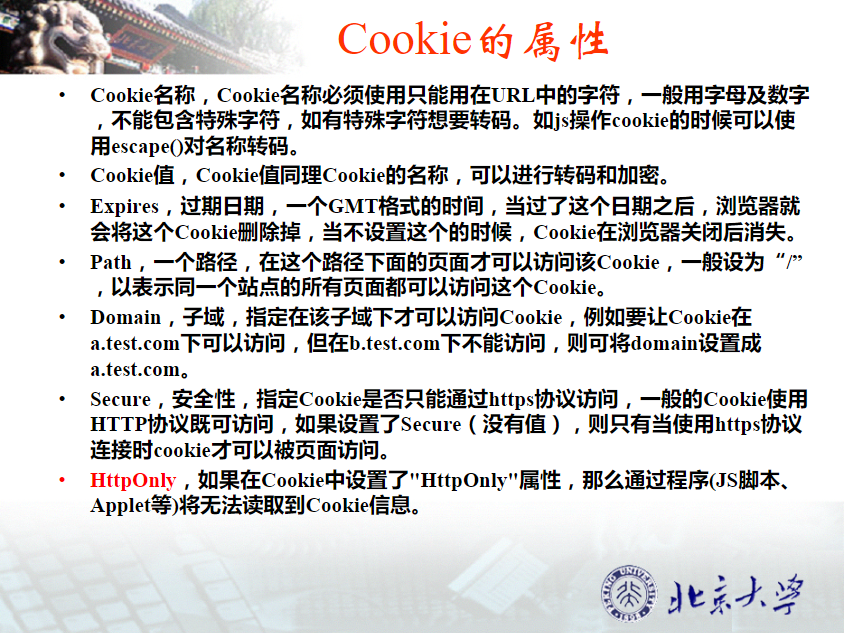 Cookie的属性
• Cookie名称，Cookie名称必须使用只能用在URL中的字符，一般用字母及数字
，不能包含特殊字符，如有特殊字符想要转码。如js操作cookie的时候可以使
用escape()对名称转码。
• Cookie值，Cookie值同理Cookie的名称，可以进行转码和加密。
• Expires，过期日期，一个GMT格式的时间，当过了这个日期之后，浏览器就
会将这个Cookie删除掉，当不设置这个的时候，Cookie在浏览器关闭后消失。
• Path，一个路径，在这个路径下面的页面才可以访问该Cookie，一般设为“/”
，以表示同一个站点的所有页面都可以访问这个Cookie。
• Domain，子域，指定在该子域下才可以访问Cookie，例如要让Cookie在
a.test.com下可以访问，但在b.test.com下不能访问，则可将domain设置成
a.test.com。
• Secure，安全性，指定Cookie是否只能通过https协议访问，一般的Cookie使用
HTTP协议既可访问，如果设置了Secure（没有值），则只有当使用https协议
连接时cookie才可以被页面访问。
• HttpOnly，如果在Cookie中设置了"HttpOnly"属性，那么通过程序(JS脚本、
Applet等)将无法读取到Cookie信息。
北京大学